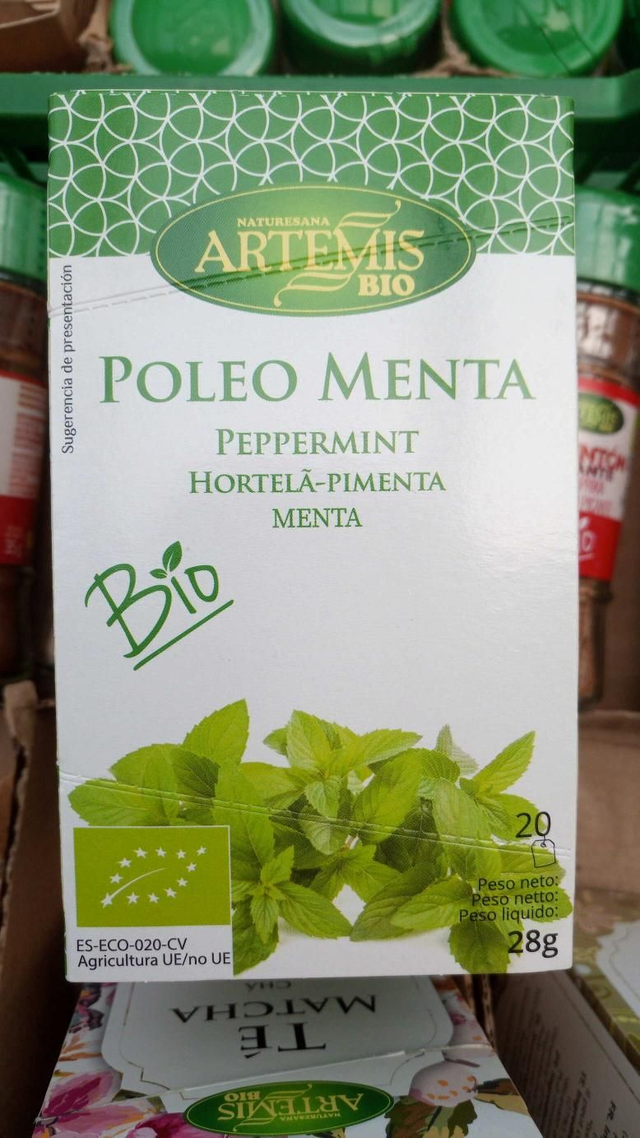 NATURESANA
ARTEMIS
BIO
Sugerencia de presentación
POLEO MENTA
PEPPERMINT
HORTELÃ-PIMENTA
MENTA
Bio
20
Peso neto:
Peso netto:
Peso liquido:
28g
ES-ECO-020-CV
Agricultura UE/no UE
TÉ
MATCHA
CHÁ
NATURESANA
ARTEMIS
BIO